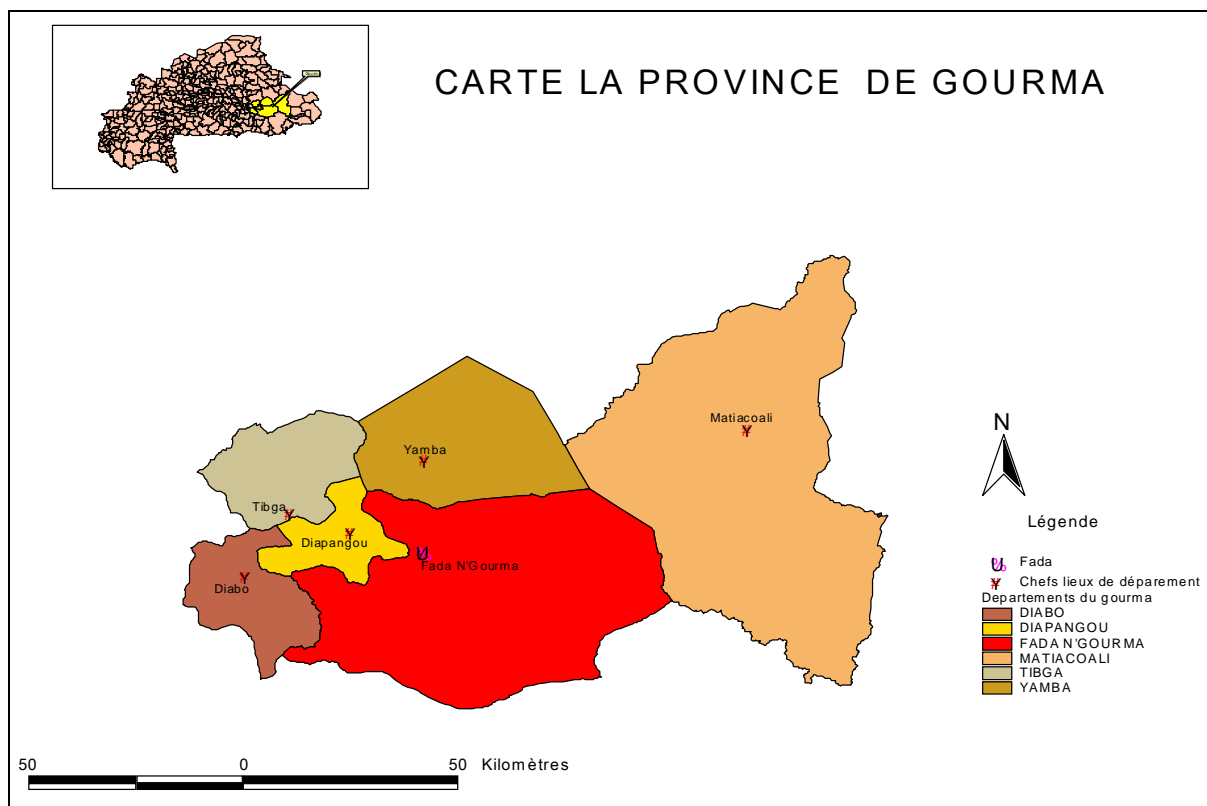 CARTE LA PROVINCE DE GOURMA
Matiacoali
Yamba
Tibga
Diapangou
Fada N'Gourma
Diabo
N
Légende
Fada
Chefs lieux de déparement
Departements du gourma
DIABO
DIAPANGOU
FADA N'GOURMA
MATIACOALI
TIBGA
YAMBA
50 0 50 Kilomètres